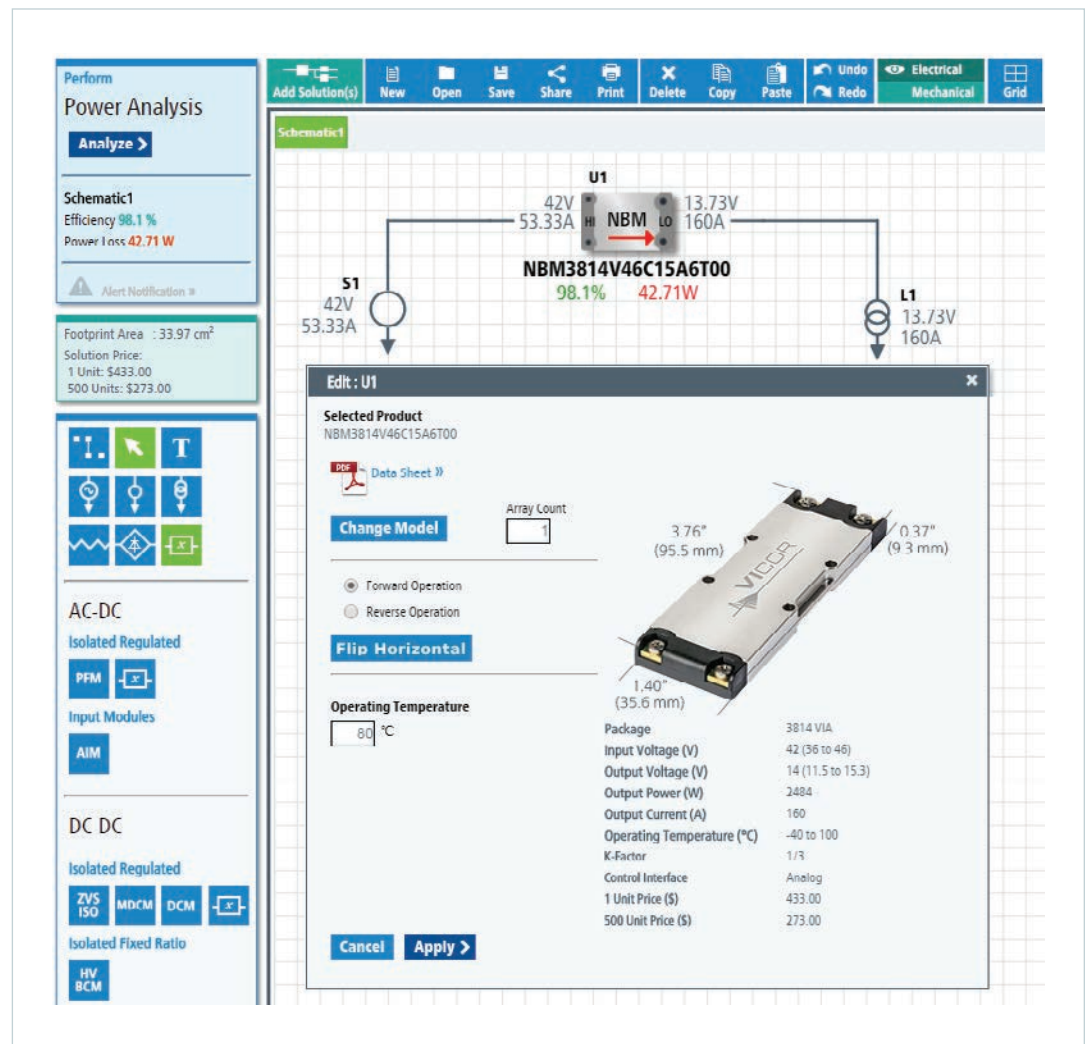 Perform
Power Analysis
Analyze
Schematic1
Efficiency 98.1 %
Power Loss 42.71 W
Alert Notification »
Footprint Area : 33.97 cm²
Solution Price:
1 Unit: $433.00
500 Units: $273.00
T
x
AC-DC
Isolated Regulated
PFM
x
Input Modules
AIM
DC DC
Isolated Regulated
ZVS ISO
MDCM
DCM
x
Isolated Fixed Ratio
HV BCM
Add Solution(s)
New
Open
Save
Share
Print
Delete
Copy
Paste
Undo
Redo
Electrical
Mechanical
Grid
Schematic1
U1
42V
53.33A
HI NBM LO
13.73V
160A
NBM3814V46C15A6T00
98.1% 42.71W
S1
42V
53.33A
L1
13.73V
160A
Edit : U1
Selected Product
NBM3814V46C15A6T00
PDF
Data Sheet »
Change Model
Array Count
1
Forward Operation
Reverse Operation
Flip Horizontal
Operating Temperature
80 °C
Cancel
Apply
3.76"
(95.5 mm)
0.37"
(9.3 mm)
VICOR
1.40"
(35.6 mm)
Package 3814 VIA
Input Voltage (V) 42 (36 to 46)
Output Voltage (V) 14 (11.5 to 15.3)
Output Power (W) 2484
Output Current (A) 160
Operating Temperature (°C) -40 to 100
K-Factor 1/3
Control Interface Analog
1 Unit Price ($) 433.00
500 Unit Price ($) 273.00